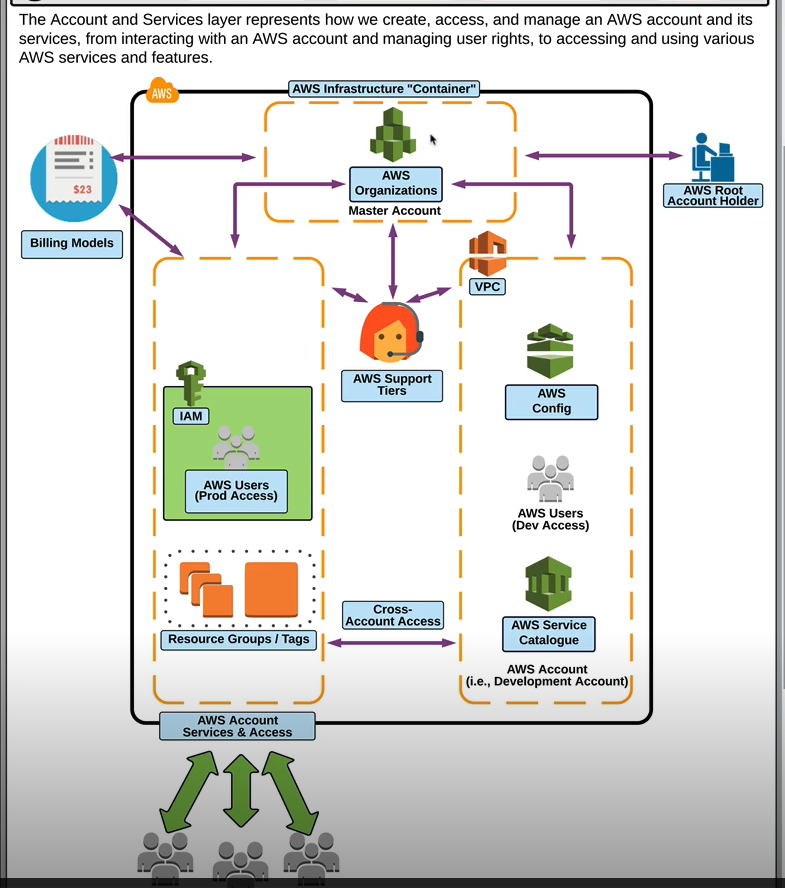 The Account and Services layer represents how we create, access, and manage an AWS account and its
services, from interacting with an AWS account and managing user rights, to accessing and using various
AWS services and features.
AWS Infrastructure "Container"
AWS
AWS
Organizations
Master Account
$23
Billing Models
AWS Root
Account Holder
VPC
AWS Support
Tiers
IAM
AWS Users
(Prod Access)
AWS
Config
AWS Users
(Dev Access)
Resource Groups / Tags
Cross-
Account Access
AWS Service
Catalogue
AWS Account
(i.e., Development Account)
AWS Account
Services & Access